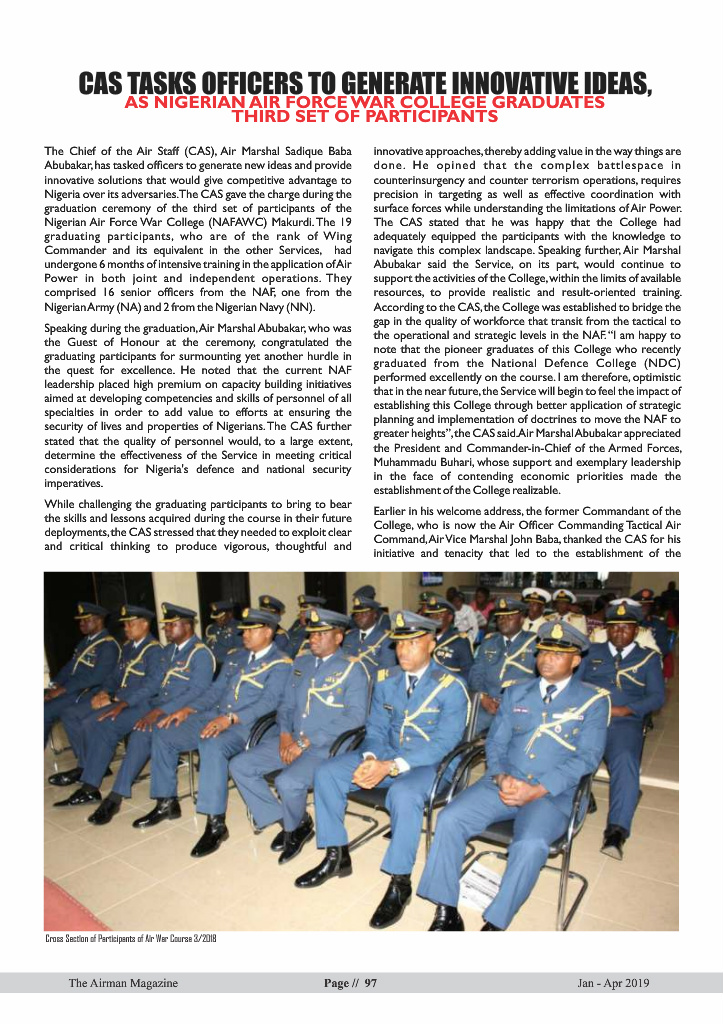 CAS TASKS OFFICERS TO GENERATE INNOVATIVE IDEAS,
AS NIGERIAN AIR FORCE WAR COLLEGE GRADUATES
THIRD SET OF PARTICIPANTS
The Chief of the Air Staff (CAS), Air Marshal Sadique Baba
Abubakar, has tasked officers to generate new ideas and provide
innovative solutions that would give competitive advantage to
Nigeria over its adversaries. The CAS gave the charge during the
graduation ceremony of the third set of participants of the
Nigerian Air Force War College (NAFAWC) Makurdi. The 19
graduating participants, who are of the rank of Wing
Commander and its equivalent in the other Services, had
undergone 6 months of intensive training in the application of Air
Power in both joint and independent operations. They
comprised 16 senior officers from the NAF, one from the
Nigerian Army (NA) and 2 from the Nigerian Navy (NN).
Speaking during the graduation, Air Marshal Abubakar, who was
the Guest of Honour at the ceremony, congratulated the
graduating participants for surmounting yet another hurdle in
the quest for excellence. He noted that the current NAF
leadership placed high premium on capacity building initiatives
aimed at developing competencies and skills of personnel of all
specialties in order to add value to efforts at ensuring the
security of lives and properties of Nigerians. The CAS further
stated that the quality of personnel would, to a large extent,
determine the effectiveness of the Service in meeting critical
considerations for Nigeria's defence and national security
imperatives.
While challenging the graduating participants to bring to bear
the skills and lessons acquired during the course in their future
deployments, the CAS stressed that they needed to exploit clear
and critical thinking to produce vigorous, thoughtful and
innovative approaches, thereby adding value in the way things are
done. He opined that the complex battlespace in
counterinsurgency and counter terrorism operations, requires
precision in targeting as well as effective coordination with
surface forces while understanding the limitations of Air Power.
The CAS stated that he was happy that the College had
adequately equipped the participants with the knowledge to
navigate this complex landscape. Speaking further, Air Marshal
Abubakar said the Service, on its part, would continue to
support the activities of the College, within the limits of available
resources, to provide realistic and result-oriented training.
According to the CAS, the College was established to bridge the
gap in the quality of workforce that transit from the tactical to
the operational and strategic levels in the NAF. “I am happy to
note that the pioneer graduates of this College who recently
graduated from the National Defence College (NDC)
performed excellently on the course. I am therefore, optimistic
that in the near future, the Service will begin to feel the impact of
establishing this College through better application of strategic
planning and implementation of doctrines to move the NAF to
greater heights”, the CAS said. Air Marshal Abubakar appreciated
the President and Commander-in-Chief of the Armed Forces,
Muhammadu Buhari, whose support and exemplary leadership
in the face of contending economic priorities made the
establishment of the College realizable.
Earlier in his welcome address, the former Commandant of the
College, who is now the Air Officer Commanding Tactical Air
Command, Air Vice Marshal John Baba, thanked the CAS for his
initiative and tenacity that led to the establishment of the
Cross Section of Participants of Air War Course 3/2018
The Airman Magazine
Page // 97
Jan - Apr 2019